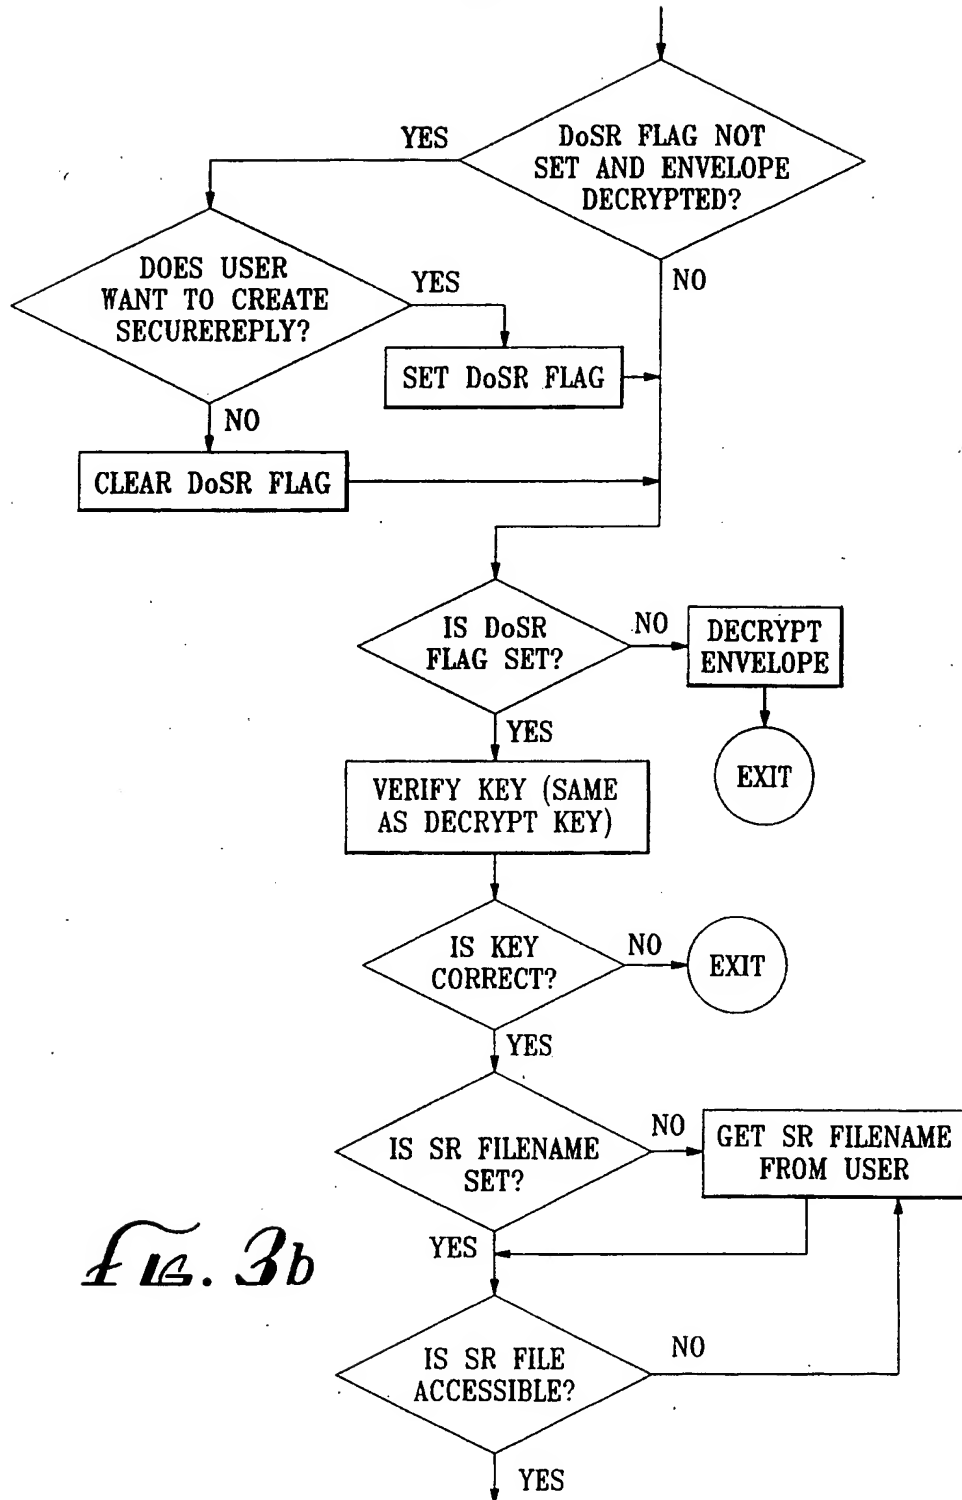 DoSR FLAG NOT
SET AND ENVELOPE
DECRYPTED?
YES
NO
DOES USER
WANT TO CREATE
SECUREREPLY?
YES
SET DoSR FLAG
NO
CLEAR DoSR FLAG
IS DoSR
FLAG SET?
NO
DECRYPT
ENVELOPE
EXIT
YES
VERIFY KEY (SAME
AS DECRYPT KEY)
IS KEY
CORRECT?
NO
EXIT
YES
IS SR FILENAME
SET?
NO
GET SR FILENAME
FROM USER
YES
FIG. 3b
IS SR FILE
ACCESSIBLE?
NO
YES